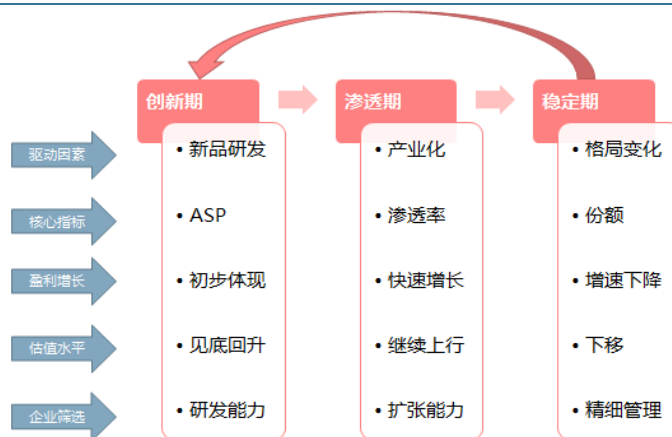 创新期 渗透期 稳定期
驱动因素 • 新品研发 • 产业化 • 格局变化
核心指标 • ASP • 渗透率 • 份额
盈利增长 • 初步体现 • 快速增长 • 增速下降
估值水平 • 见底回升 • 继续上行 • 下移
企业筛选 • 研发能力 • 扩张能力 • 精细管理